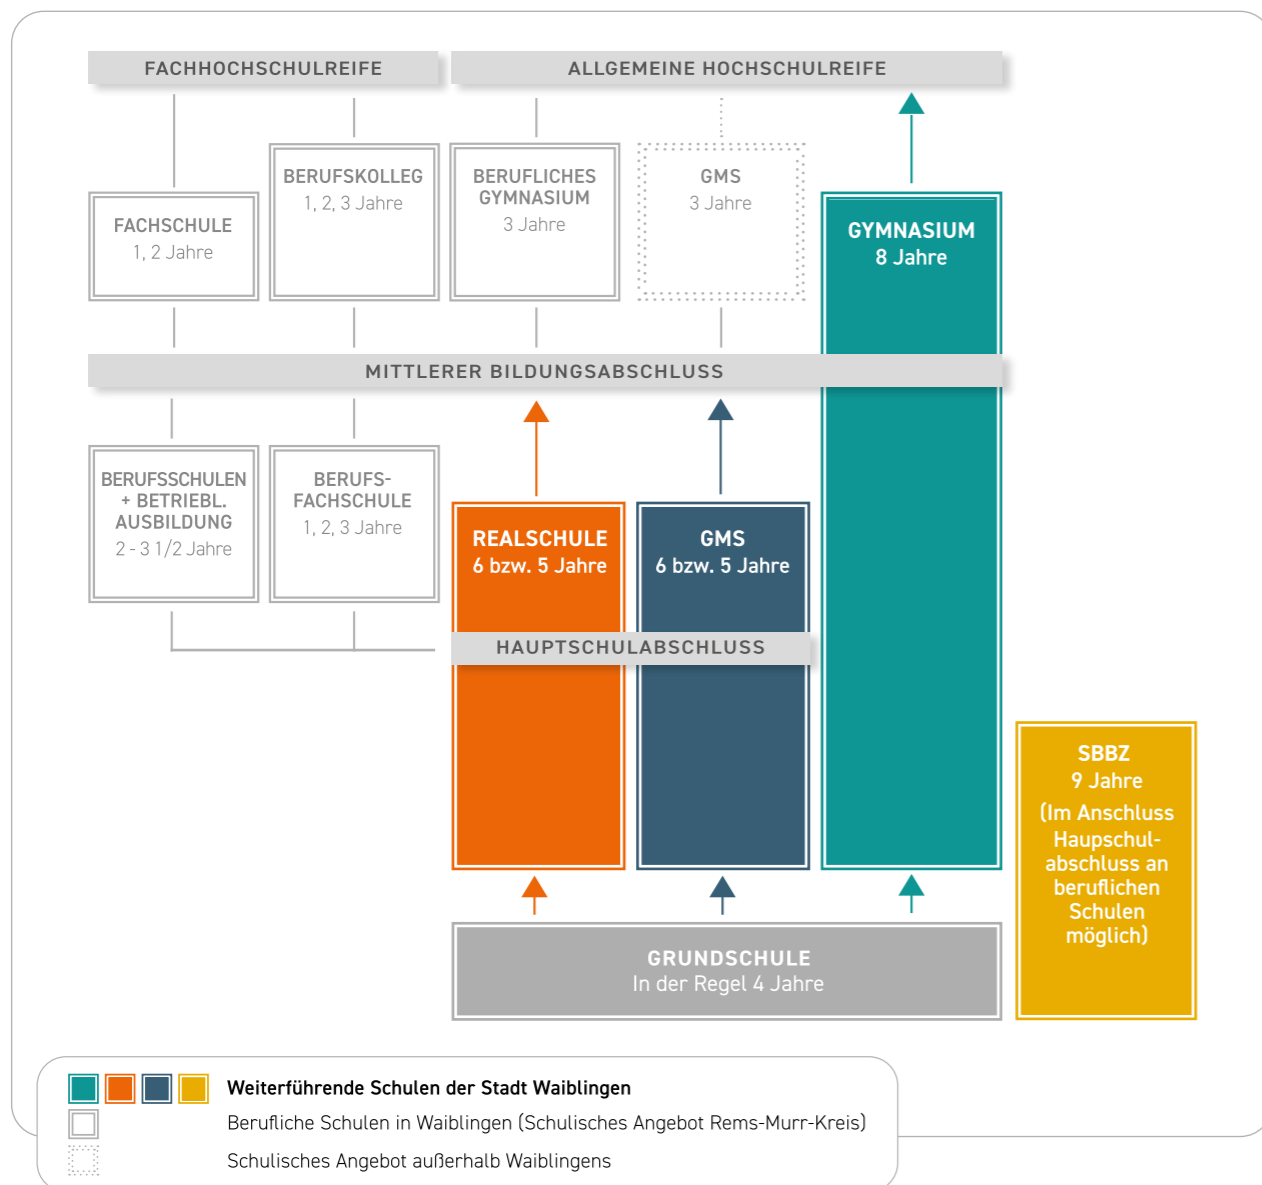 FACHHOCHSCHULREIFE
ALLGEMEINE HOCHSCHULREIFE
FACHSCHULE
1, 2 Jahre
BERUFSKOLLEG
1, 2, 3 Jahre
BERUFLICHES
GYMNASIUM
3 Jahre
GMS
3 Jahre
GYMNASIUM
8 Jahre
MITTLERER BILDUNGSABSCHLUSS
BERUFSSCHULEN
+ BETRIEBL.
AUSBILDUNG
2 - 3 1/2 Jahre
BERUFS-
FACHSCHULE
1, 2, 3 Jahre
REALSCHULE
6 bzw. 5 Jahre
GMS
6 bzw. 5 Jahre
HAUPTSCHULABSCHLUSS
SBBZ
9 Jahre
(Im Anschluss
Haupschul-
abschluss an
beruflichen
Schulen
möglich)
GRUNDSCHULE
In der Regel 4 Jahre
Weiterführende Schulen der Stadt Waiblingen
Berufliche Schulen in Waiblingen (Schulisches Angebot Rems-Murr-Kreis)
Schulisches Angebot außerhalb Waiblingens